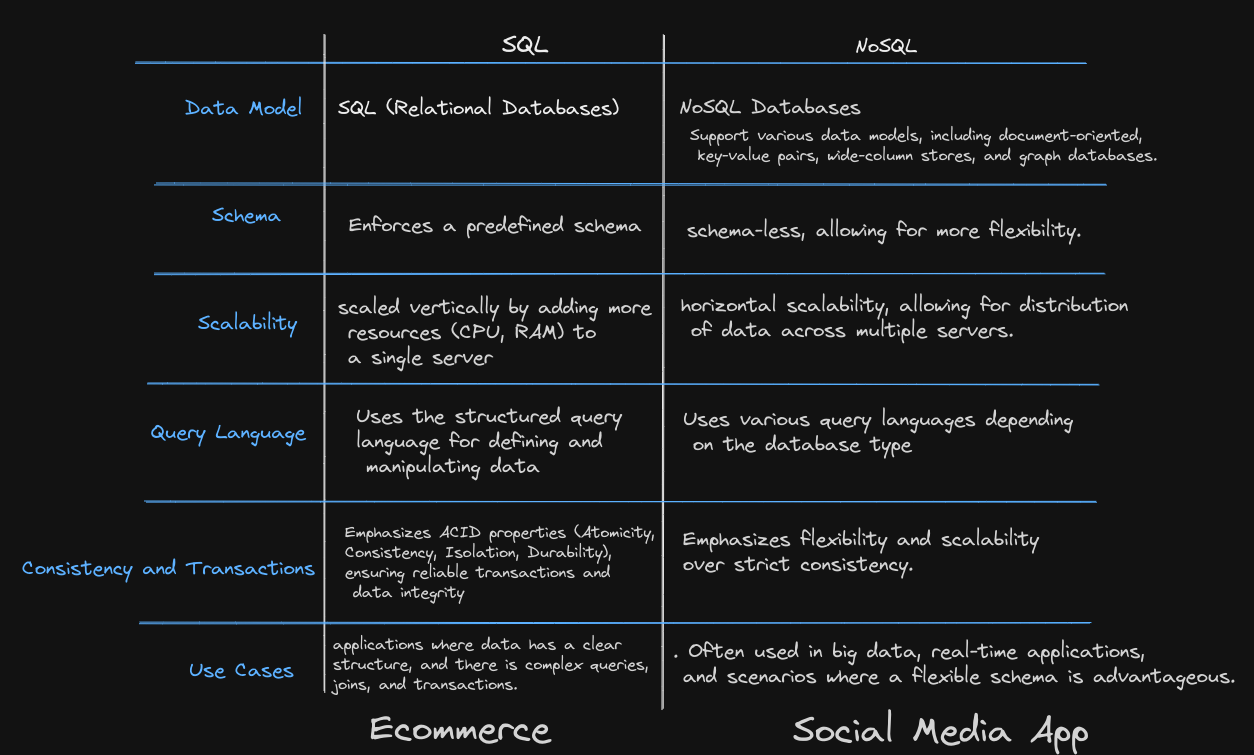 SQL
NoSQL
Data Model
SQL (Relational Databases)
NoSQL Databases
Support various data models, including document-oriented,
key-value pairs, wide-column stores, and graph databases.
Schema
Enforces a predefined schema
schema-less, allowing for more flexibility.
Scalability
scaled vertically by adding more
resources (CPU, RAM) to
a single server
horizontal scalability, allowing for distribution
of data across multiple servers.
Query Language
Uses the structured query
language for defining and
manipulating data
Uses various query languages depending
on the database type
Consistency and Transactions
Emphasizes ACID properties (Atomicity,
Consistency, Isolation, Durability),
ensuring reliable transactions and
data integrity
Emphasizes flexibility and scalability
over strict consistency.
Use Cases
applications where data has a clear
structure, and there is complex queries,
joins, and transactions.
. Often used in big data, real-time applications,
and scenarios where a flexible schema is advantageous.
Ecommerce
Social Media App